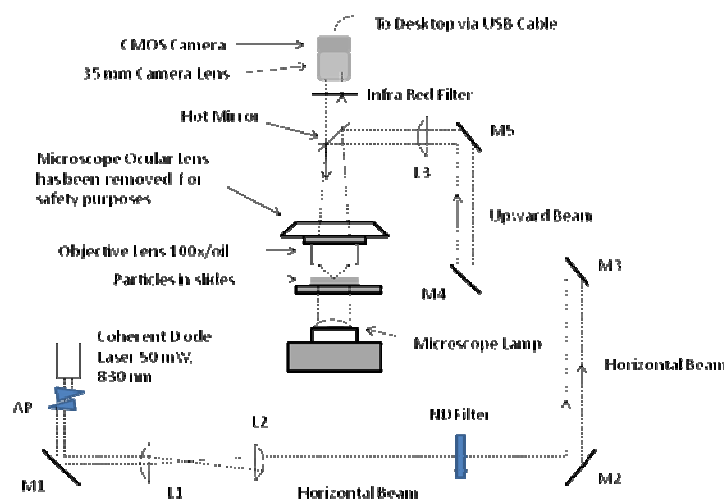 To Desktop via USB Cable
CMOS Camera
35 mm Camera Lens
Infra Red Filter
Hot Mirror
M5
L3
Microscope Ocular Lens
has been removed for
safety purposes
Upward Beam
Objective Lens 100x/oil
Particles in slides
M4
M3
Microscope Lamp
Coherent Diode
Laser 50 mW,
830 nm
Horizontal Beam
AP
L2
ND Filter
M1
L1
Horizontal Beam
M2